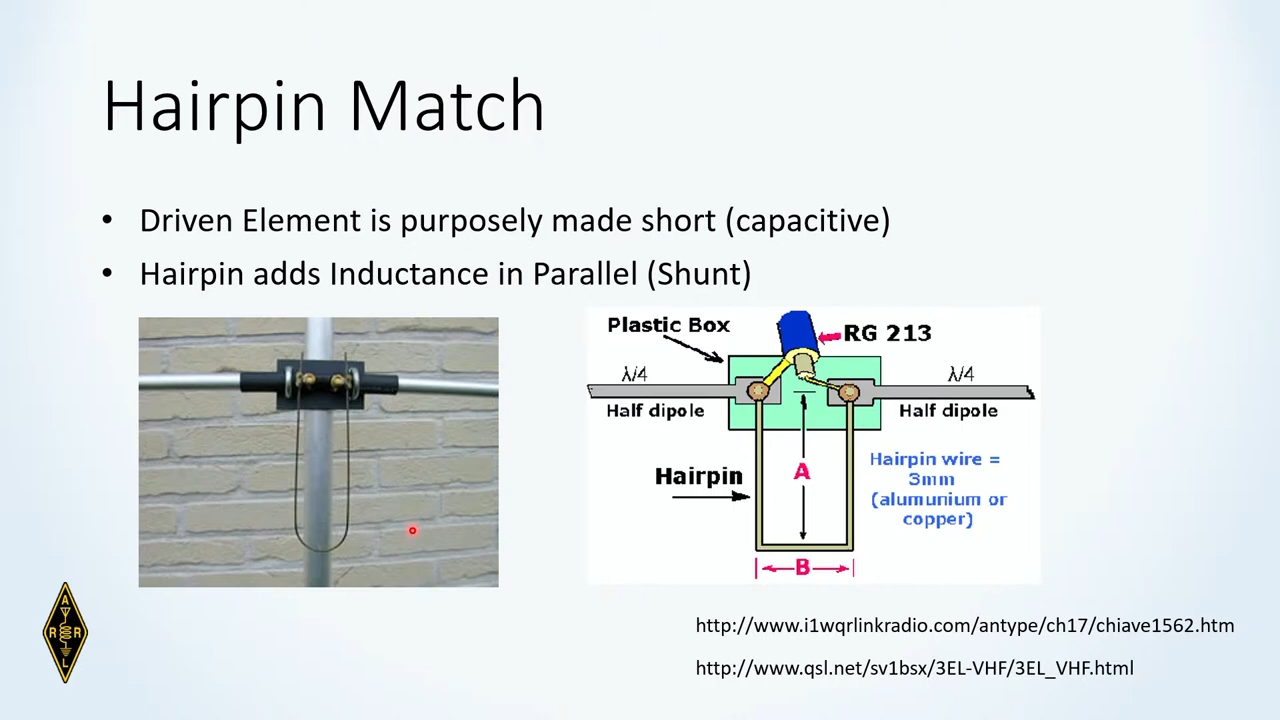 Hairpin Match
• Driven Element is purposely made short (capacitive)
• Hairpin adds Inductance in Parallel (Shunt)
Plastic Box
RG 213
λ/4
λ/4
Half dipole
Half dipole
Hairpin
A
Hairpin wire =
3mm
(alumunium or
copper)
B
A
R R
L
http://www.i1wqrlinkradio.com/antype/ch17/chiave1562.htm
http://www.qsl.net/sv1bsx/3EL-VHF/3EL_VHF.html